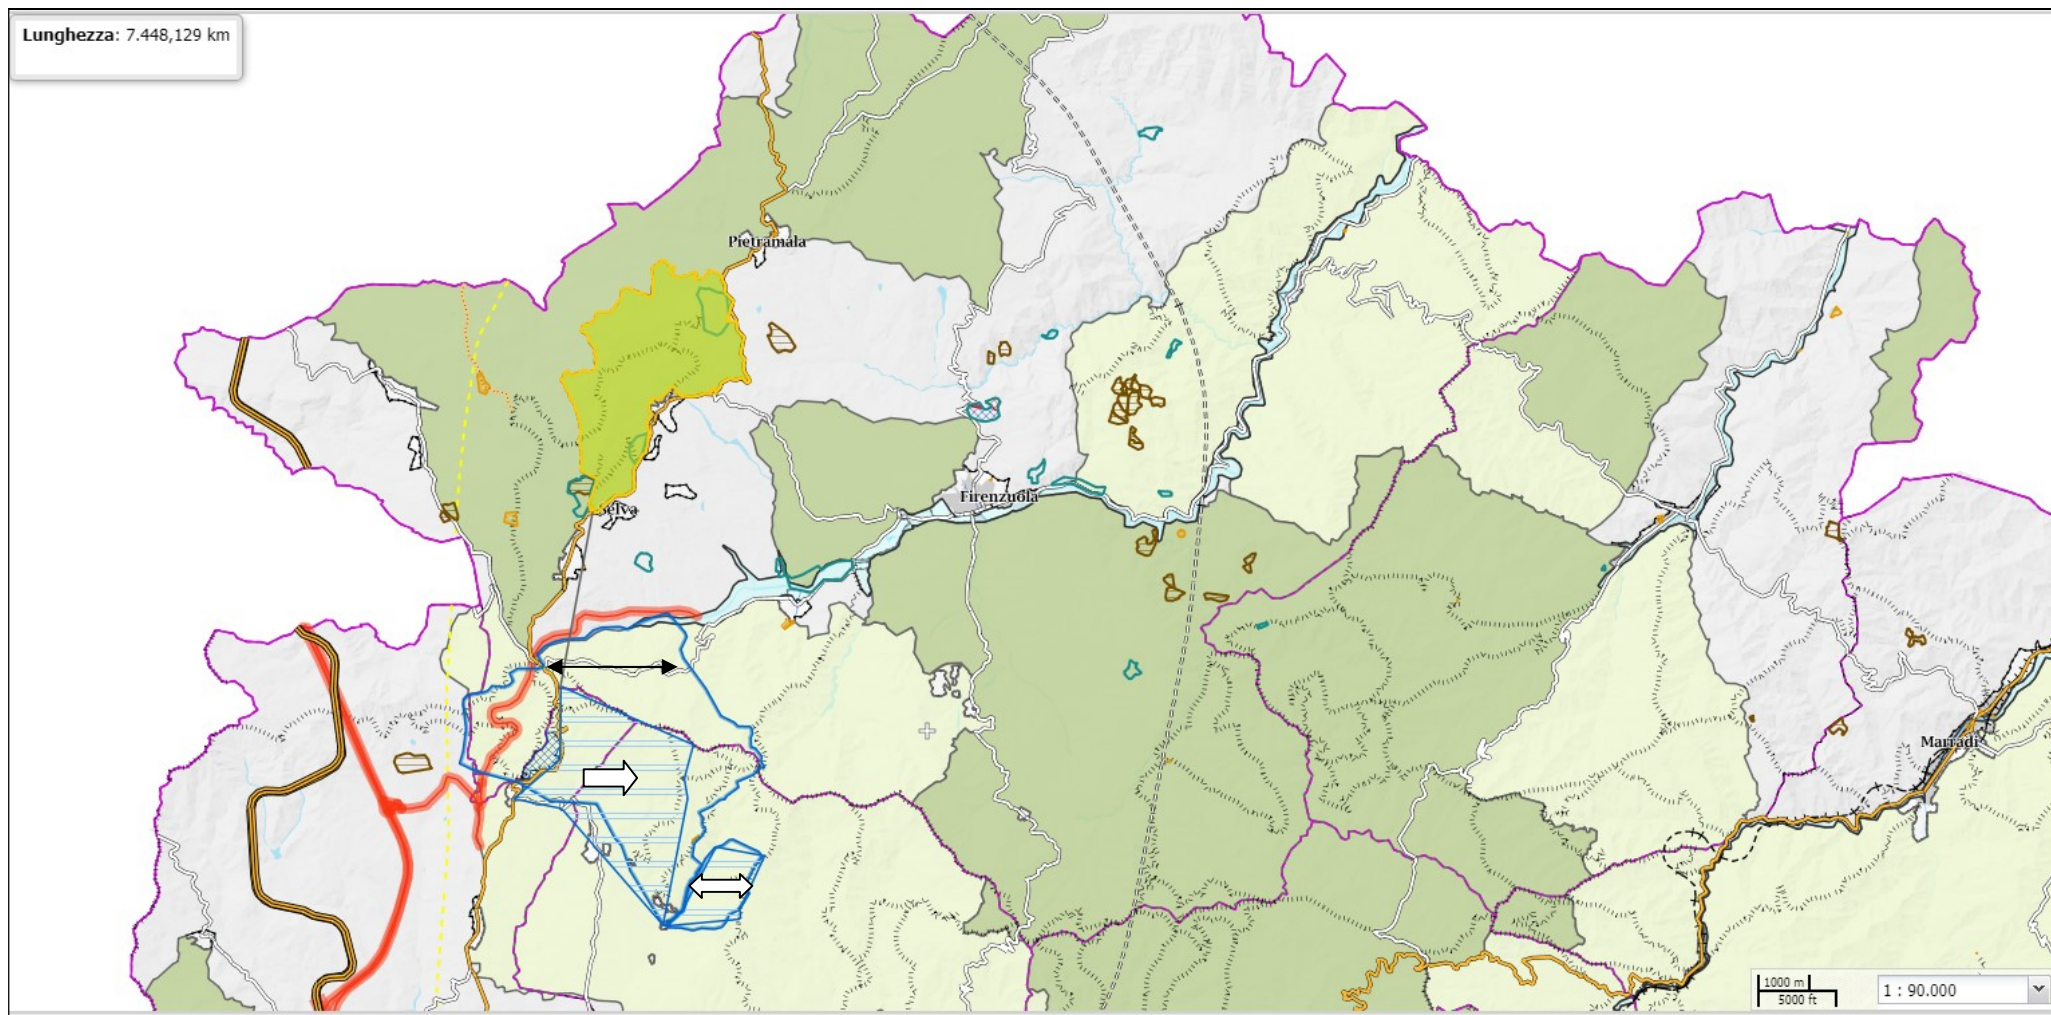 Lunghezza: 7.448,129 km
Pietramala
Firenzuola
Selva
Marradi
1000 m
5000 ft
1 : 90.000